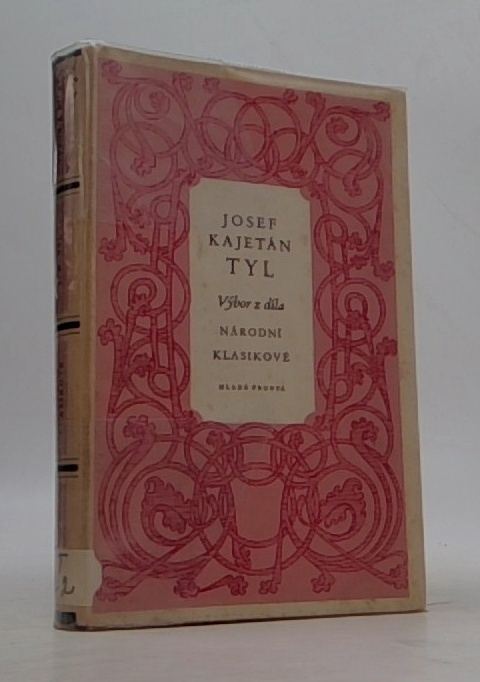 JOSEF
KAJETÁN
TYL
Výbor z díla
NÁRODNÍ
KLASIKOVÉ
MLADÁ FRONTA